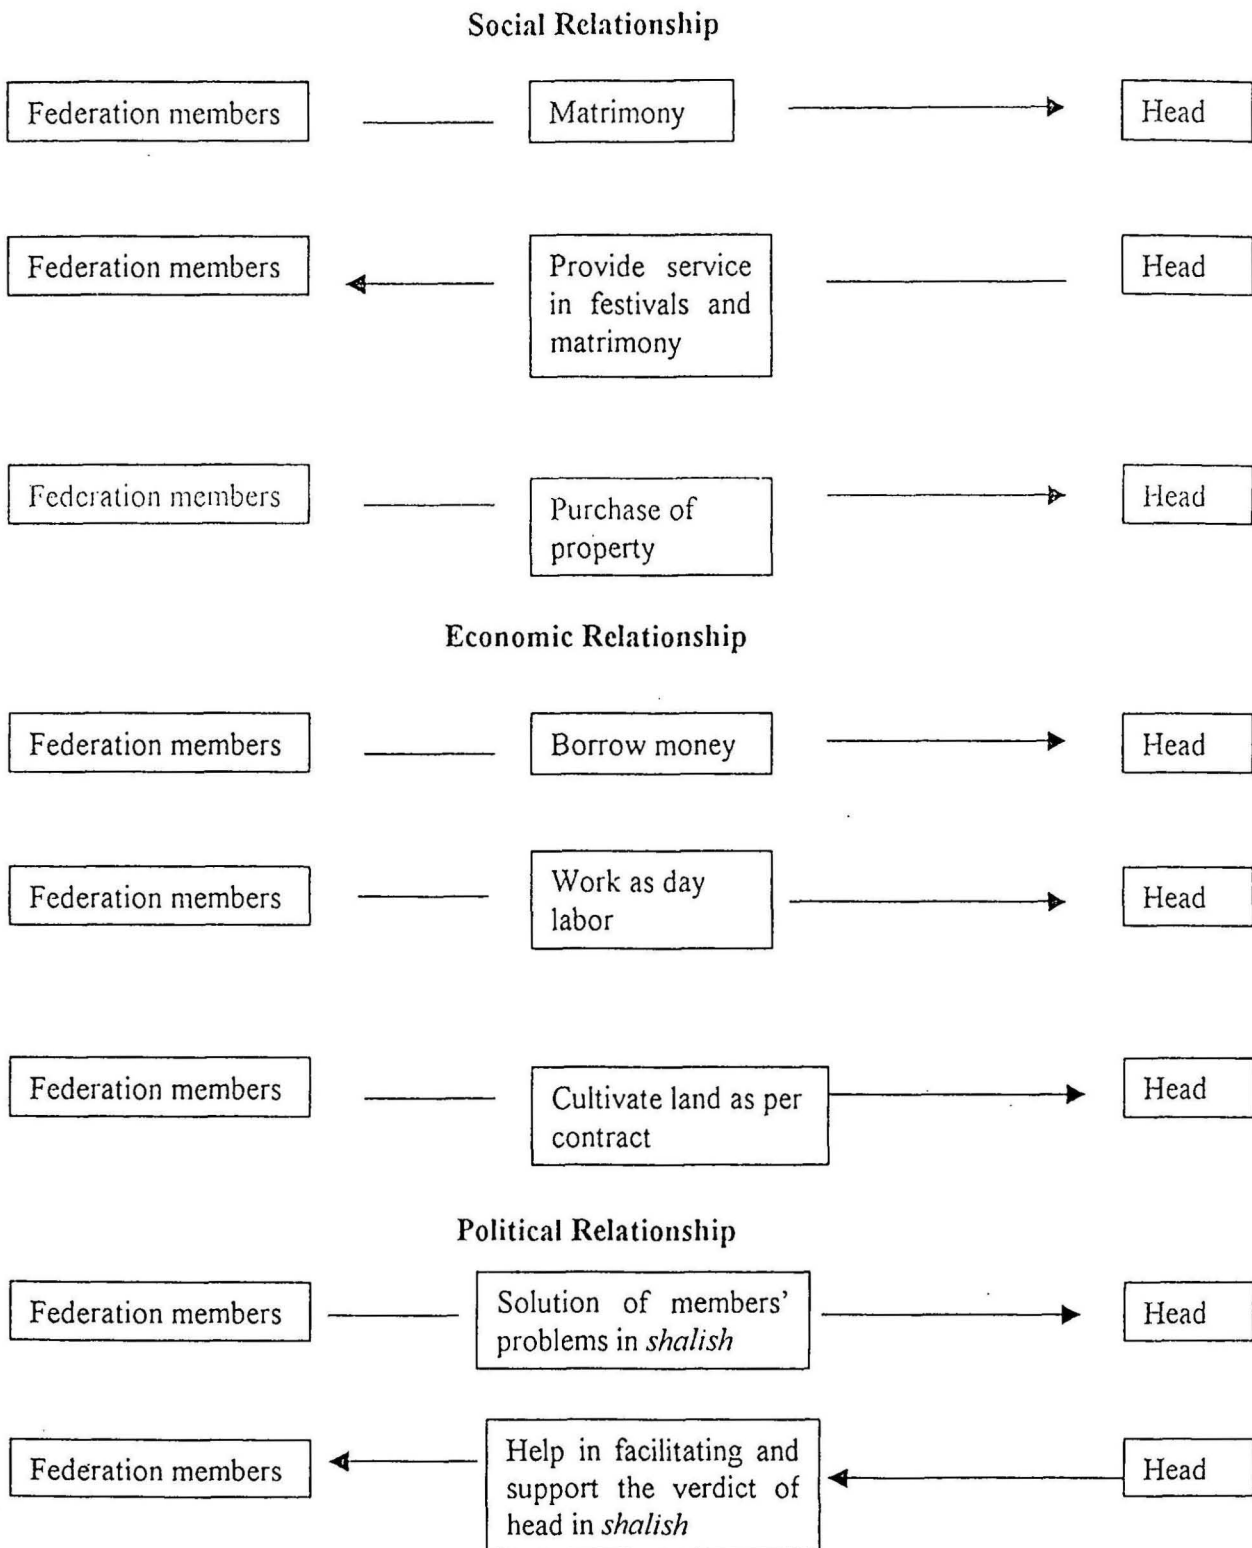 Social Relationship
Federation members
Matrimony
Head
Federation members
Provide service
in festivals and
matrimony
Head
Federation members
Purchase of
property
Head
Economic Relationship
Federation members
Borrow money
Head
Federation members
Work as day
labor
Head
Federation members
Cultivate land as per
contract
Head
Political Relationship
Federation members
Solution of members’
problems in shalish
Head
Federation members
Help in facilitating and
support the verdict of
head in shalish
Head